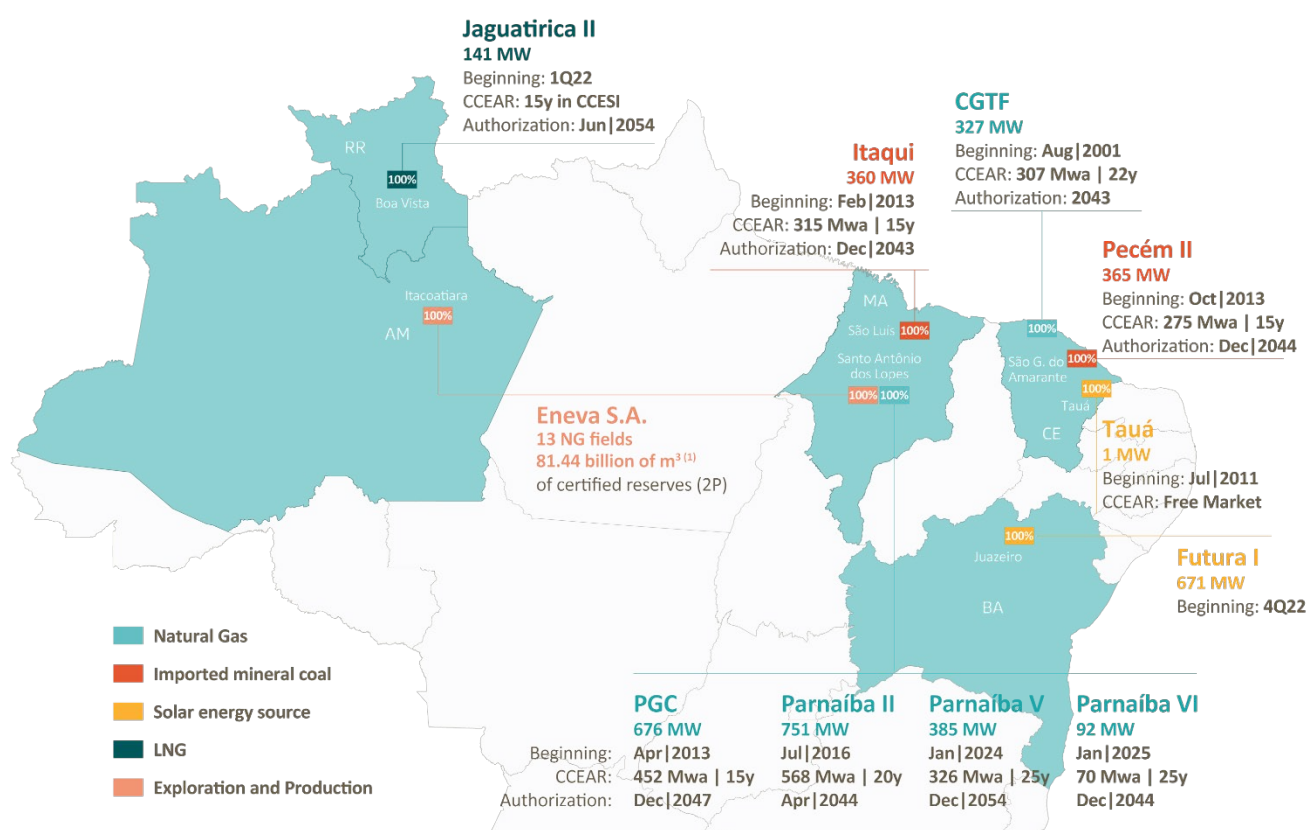 Jaguatirica II
141 MW
Beginning: 1Q22
CCEAR: 15y in CCESI
Authorization: Jun|2054
RR
100%
Boa Vista
Itacoatiara
100%
AM
CGTF
327 MW
Beginning: Aug|2001
CCEAR: 307 Mwa | 22y
Authorization: 2043
Itaqui
360 MW
Beginning: Feb|2013
CCEAR: 315 Mwa | 15y
Authorization: Dec|2043
Pecém II
365 MW
Beginning: Oct|2013
CCEAR: 275 Mwa | 15y
Authorization: Dec|2044
MA
São Luís 100%
Santo Antônio
dos Lopes
100% 100%
100%
São G. do
Amarante
100%
100%
Tauá
CE
Eneva S.A.
13 NG fields
81.44 billion of m³ (1)
of certified reserves (2P)
Tauá
1 MW
Beginning: Jul|2011
CCEAR: Free Market
100%
Juazeiro
BA
Futura I
671 MW
Beginning: 4Q22
Natural Gas
Imported mineral coal
Solar energy source
LNG
Exploration and Production
PGC Parnaíba II Parnaíba V Parnaíba VI
676 MW 751 MW 385 MW 92 MW
Beginning: Apr|2013 Jul|2016 Jan|2024 Jan|2025
CCEAR: 452 Mwa | 15y 568 Mwa | 20y 326 Mwa | 25y 70 Mwa | 25y
Authorization: Dec|2047 Apr|2044 Dec|2054 Dec|2044